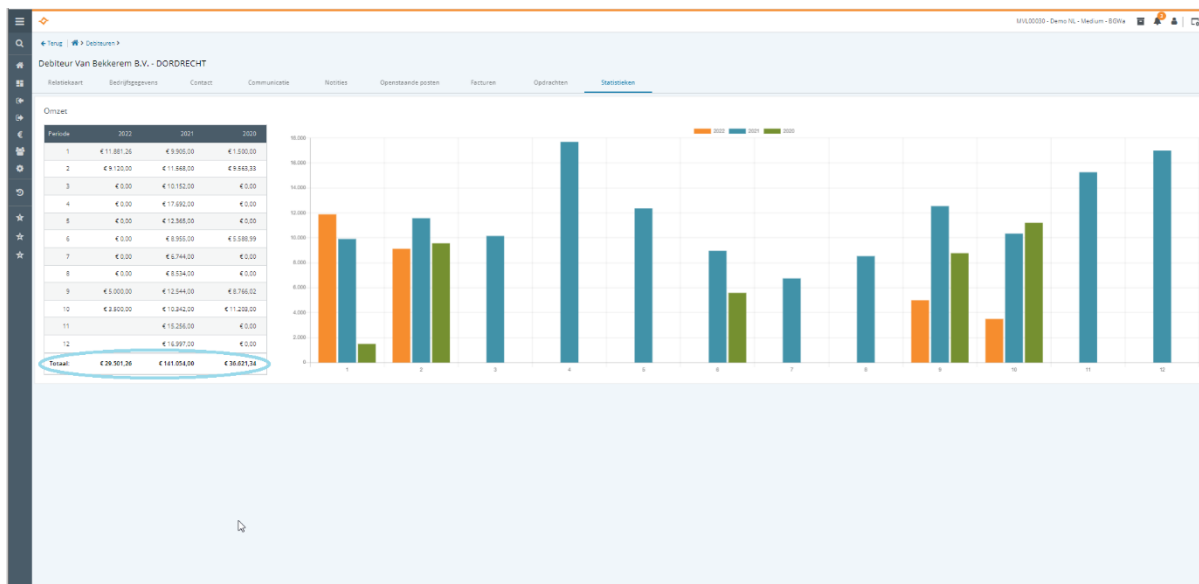 MVL00030 - Demo NL - Medium - BGWa
Terug | > Debiteuren >
Debiteur Van Bekkerem B.V. - DORDRECHT
Relatiekaart Bedrijfsgegevens Contact Communicatie Notities Openstaande posten Facturen Opdrachten Statistieken
Omzet
Periode 2022 2021 2020
1 € 11.881,26 € 9.905,00 € 1.500,00
2 € 9.120,00 € 11.568,00 € 9.563,33
3 € 0,00 € 10.152,00 € 0,00
4 € 0,00 € 17.692,00 € 0,00
5 € 0,00 € 12.365,00 € 0,00
6 € 0,00 € 8.955,00 € 5.588,99
7 € 0,00 € 6.744,00 € 0,00
8 € 0,00 € 8.534,00 € 0,00
9 € 5.000,00 € 12.544,00 € 8.766,02
10 € 10.342,00 € 11.203,00
11 € 15.256,00 € 0,00
12 € 16.997,00 € 0,00
Totaal: € 29.501,26 € 141.054,00 € 36.621,34
2022 2021 2020
18.000
16.000
14.000
12.000
10.000
8.000
6.000
4.000
2.000
0
1 2 3 4 5 6 7 8 9 10 11 12